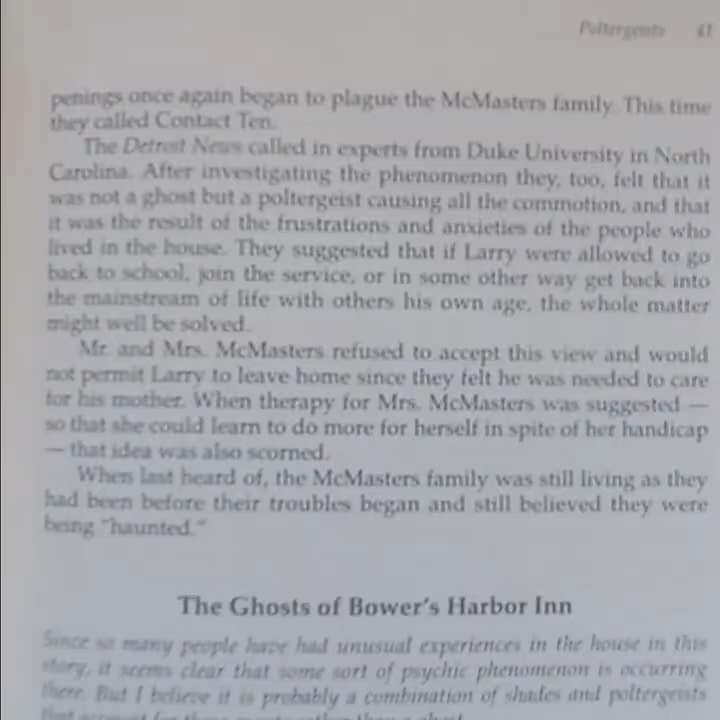 Poltergeists 41
penings once again began to plague the McMasters family. This time
they called Contact Ten.
The Detroit News called in experts from Duke University in North
Carolina. After investigating the phenomenon they, too, felt that it
was not a ghost but a poltergeist causing all the commotion, and that
it was the result of the frustrations and anxieties of the people who
lived in the house. They suggested that if Larry were allowed to go
back to school, join the service, or in some other way get back into
the mainstream of life with others his own age, the whole matter
might well be solved.
Mr. and Mrs. McMasters refused to accept this view and would
not permit Larry to leave home since they felt he was needed to care
for his mother. When therapy for Mrs. McMasters was suggested —
so that she could learn to do more for herself in spite of her handicap
— that idea was also scorned.
When last heard of, the McMasters family was still living as they
had been before their troubles began and still believed they were
being "haunted."
The Ghosts of Bower's Harbor Inn
Since so many people have had unusual experiences in the house in this
story, it seems clear that some sort of psychic phenomenon is occurring
there. But I believe it is probably a combination of shades and poltergeists